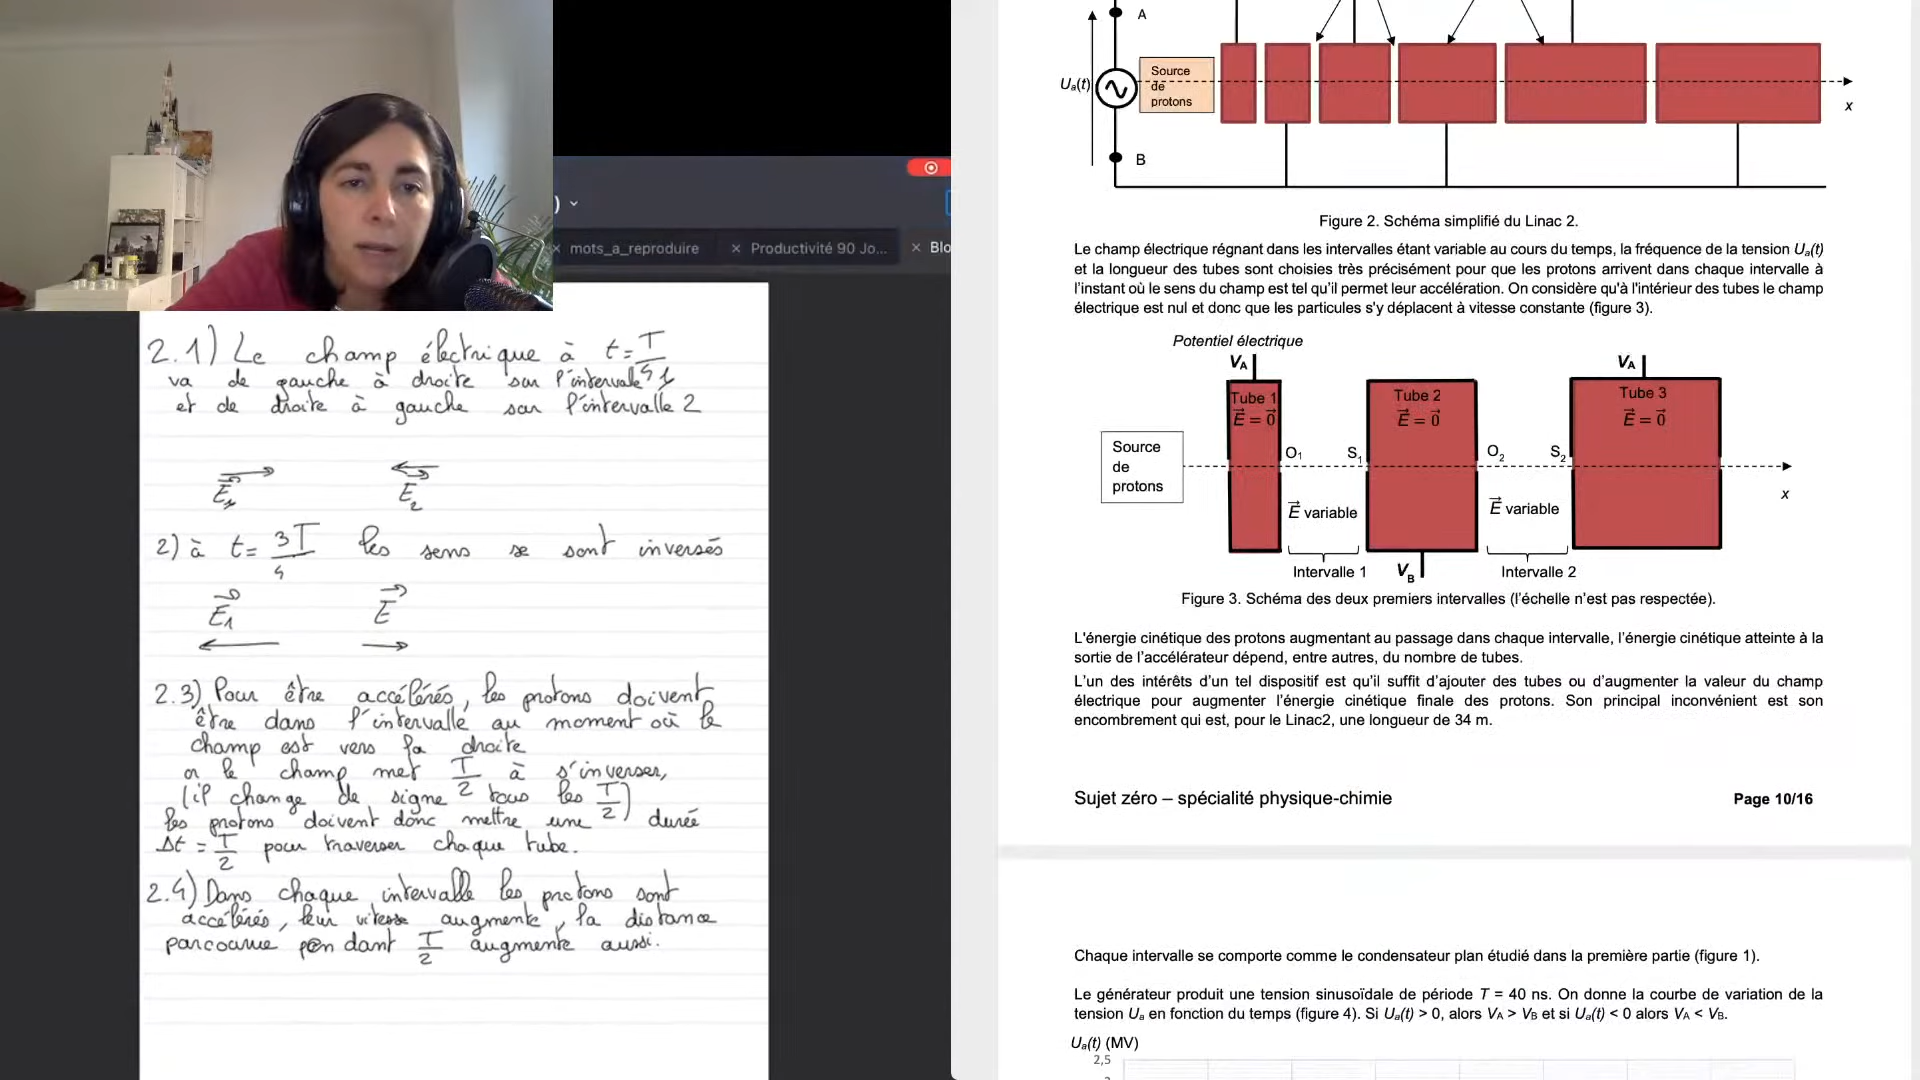 ) ⌄
× mots_a_reproduire
× Productivité 90 Jo...
× Blo
2.1) Le champ électrique à t= T/4
va de gauche à droite sur l'intervale 1
et de droite à gauche sur l'intervalle 2
E₁ E₂
2) à t= 3T/4 les sens se sont inversés
E₁ E
2.3) Pour être accélérés, les protons doivent
être dans l'intervalle au moment où le
champ est vers la droite
or le champ met T/2 à s'inverser,
(il change de signe tous les T/2)
les protons doivent donc mettre une durée
Δt = T/2 pour traverser chaque tube.
2.4) Dans chaque intervalle les protons sont
accélérés, leur vitesse augmente, la distance
parcourue pendant T/2 augmente aussi.
A
Uₐ(t)
Source
de
protons
x
B
Figure 2. Schéma simplifié du Linac 2.
Le champ électrique régnant dans les intervalles étant variable au cours du temps, la fréquence de la tension Uₐ(t)
et la longueur des tubes sont choisies très précisément pour que les protons arrivent dans chaque intervalle à
l'instant où le sens du champ est tel qu'il permet leur accélération. On considère qu'à l'intérieur des tubes le champ
électrique est nul et donc que les particules s'y déplacent à vitesse constante (figure 3).
Potentiel électrique
VA VA
Tube 1 Tube 2 Tube 3
E⃗ = 0⃗ E⃗ = 0⃗ E⃗ = 0⃗
Source
de
protons
O₁ S₁ O₂ S₂
x
E⃗ variable E⃗ variable
Intervalle 1 VB Intervalle 2
Figure 3. Schéma des deux premiers intervalles (l'échelle n'est pas respectée).
L'énergie cinétique des protons augmentant au passage dans chaque intervalle, l'énergie cinétique atteinte à la
sortie de l'accélérateur dépend, entre autres, du nombre de tubes.
L'un des intérêts d'un tel dispositif est qu'il suffit d'ajouter des tubes ou d'augmenter la valeur du champ
électrique pour augmenter l'énergie cinétique finale des protons. Son principal inconvénient est son
encombrement qui est, pour le Linac2, une longueur de 34 m.
Sujet zéro – spécialité physique-chimie Page 10/16
Chaque intervalle se comporte comme le condensateur plan étudié dans la première partie (figure 1).
Le générateur produit une tension sinusoïdale de période T = 40 ns. On donne la courbe de variation de la
tension Uₐ en fonction du temps (figure 4). Si Uₐ(t) > 0, alors VA > VB et si Uₐ(t) < 0 alors VA < VB.
Uₐ(t) (MV)
2,5